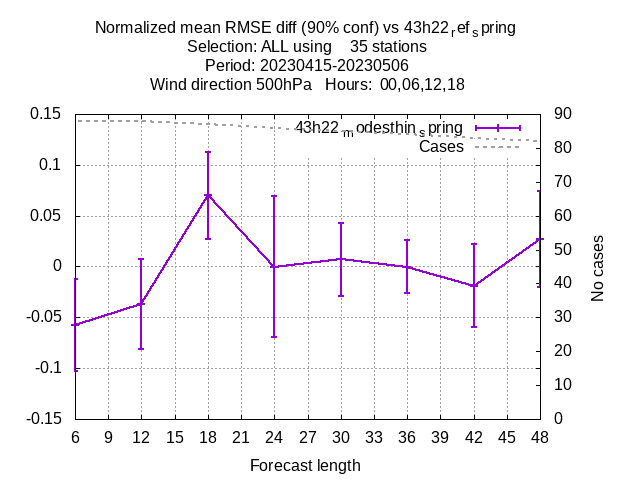 Normalized mean RMSE diff (90% conf) vs 43h22refspring
Selection: ALL using 35 stations
Period: 20230415-20230506
Wind direction 500hPa Hours: 00,06,12,18
0.15 90
43h22modesthinspring
Cases
80
0.1
70
0.05 60
50
0
40
-0.05 30
20
-0.1
10
-0.15 0
No cases
6 9 12 15 18 21 24 27 30 33 36 39 42 45 48
Forecast length